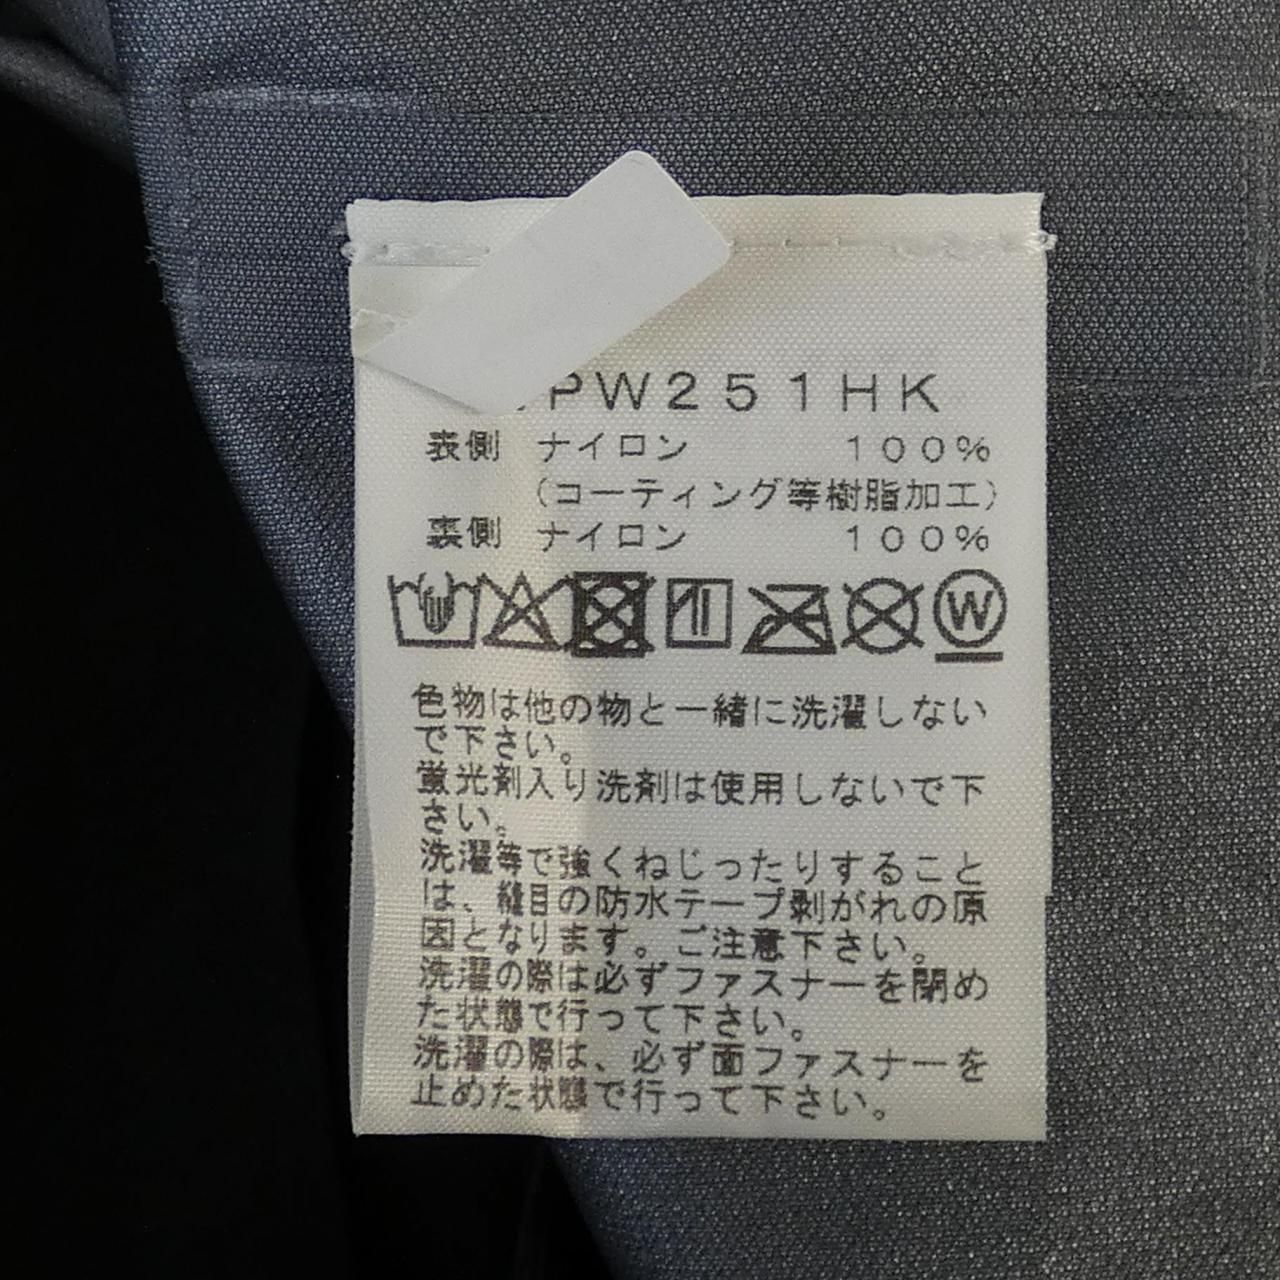 PW251HK
表側 ナイロン 100%
(コーティング等樹脂加工)
裏側 ナイロン 100%
W
色物は他の物と一緒に洗濯しない
で下さい。
蛍光剤入り洗剤は使用しないで下
さい。
洗濯等で強くねじったりすること
は、縫目の防水テープ剥がれの原
因となります。ご注意下さい。
洗濯の際は必ずファスナーを閉め
た状態で行って下さい。
洗濯の際は、必ず面ファスナーを
止めた状態で行って下さい。